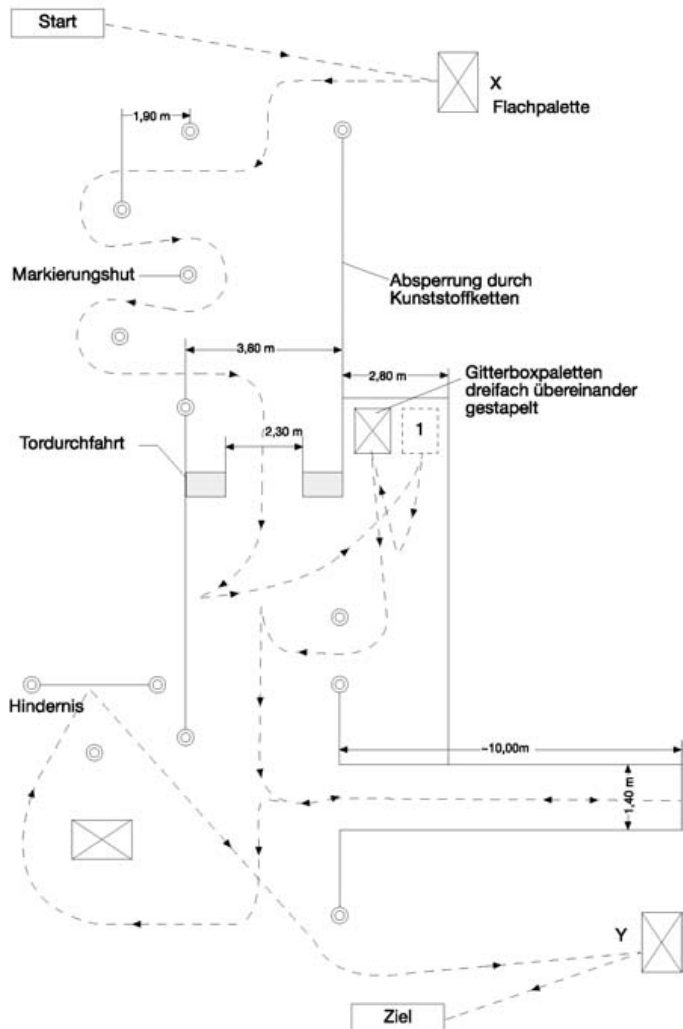 Start
X
Flachpalette
1,90 m
Markierungshut
Absperrung durch
Kunststoffketten
3,60 m
2,80 m
Gitterboxpaletten
dreifach übereinander
gestapelt
Tordurchfahrt
2,30 m
1
Hindernis
~10,00m
1,40 m
Y
Ziel